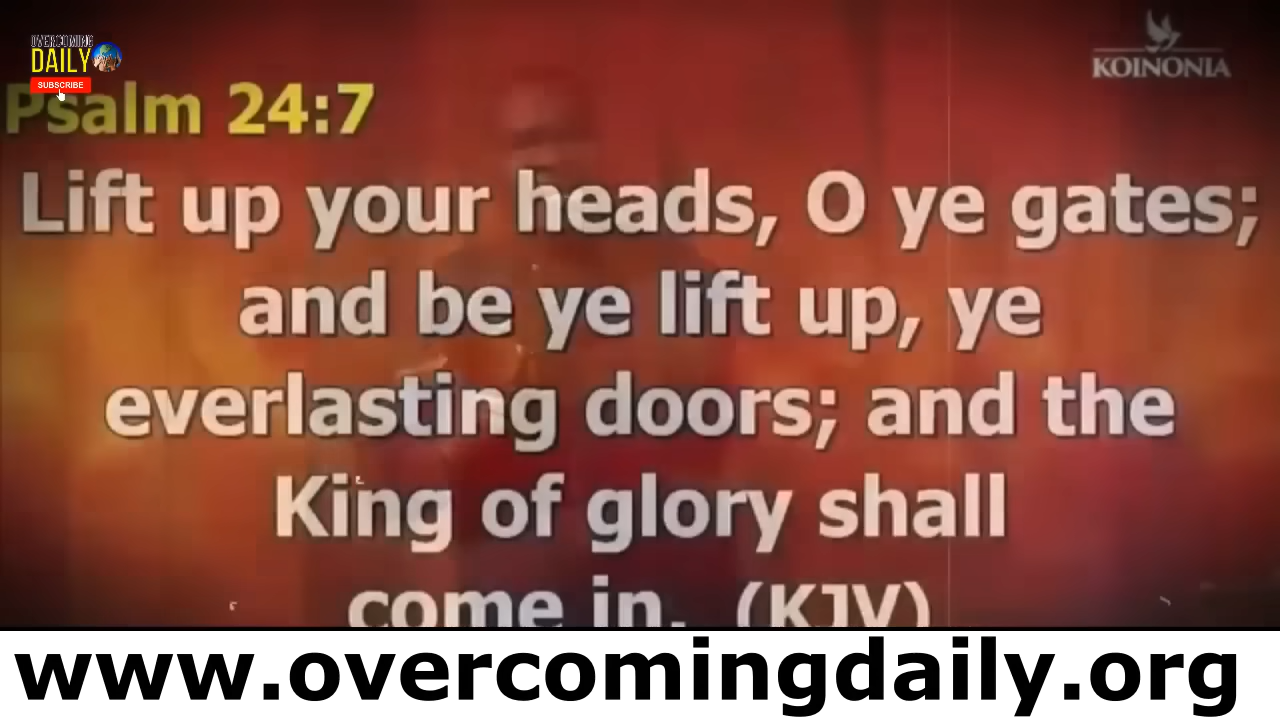 OVERCOMING
DAILY
SUBSCRIBE
KOINONIA
Psalm 24:7
Lift up your heads, O ye gates;
and be ye lift up, ye
everlasting doors; and the
King of glory shall
come in. (KJV)
www.overcomingdaily.org